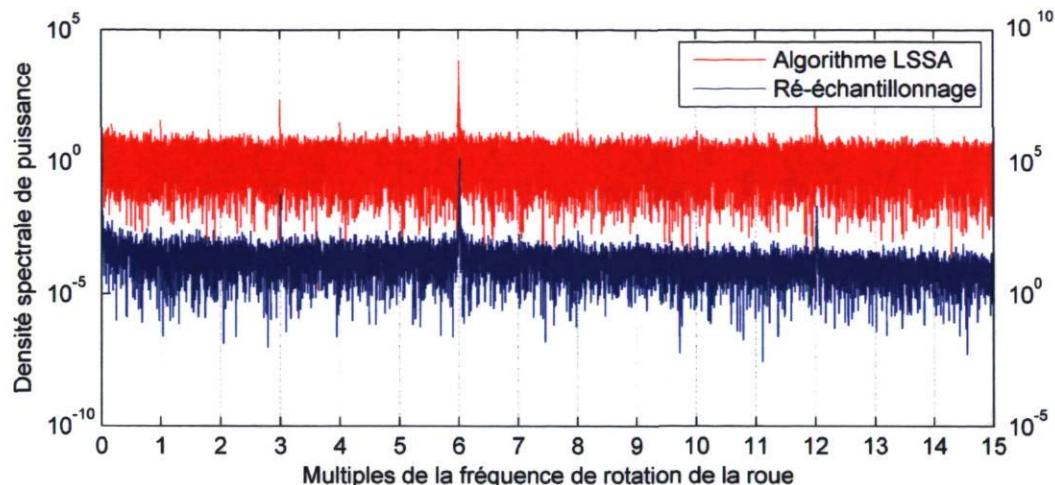 10^5
10^0
10^-5
10^-10
Densité spectrale de puissance
Algorithme LSSA
Ré-échantillonnage
10^10
10^5
10^0
10^-5
0 1 2 3 4 5 6 7 8 9 10 11 12 13 14 15
Multiples de la fréquence de rotation de la roue